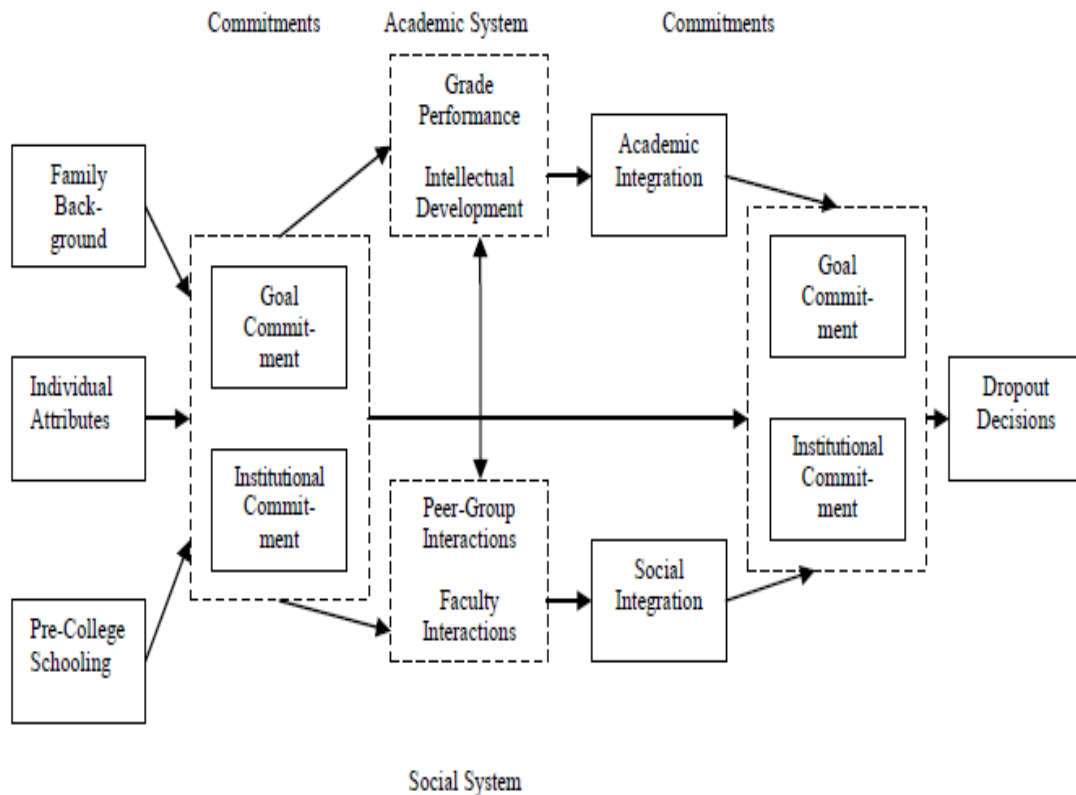 Commitments
Academic System
Commitments
Grade
Performance
Intellectual
Development
Academic
Integration
Family
Back-
ground
Goal
Commit-
ment
Goal
Commit-
ment
Individual
Attributes
Dropout
Decisions
Institutional
Commit-
ment
Institutional
Commit-
ment
Peer-Group
Interactions
Faculty
Interactions
Social
Integration
Pre-College
Schooling
Social System